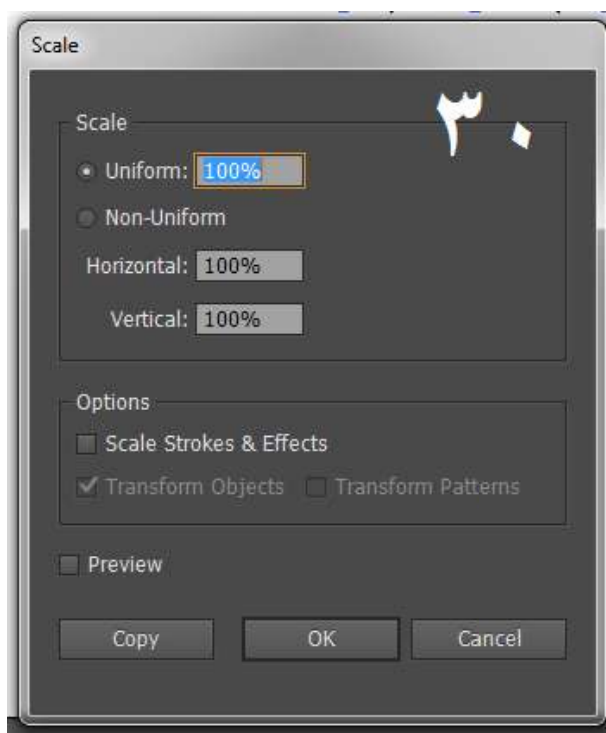 Scale
۳۰
Scale
Uniform: 100%
Non-Uniform
Horizontal: 100%
Vertical: 100%
Options
Scale Strokes & Effects
Transform Objects Transform Patterns
Preview
Copy OK Cancel